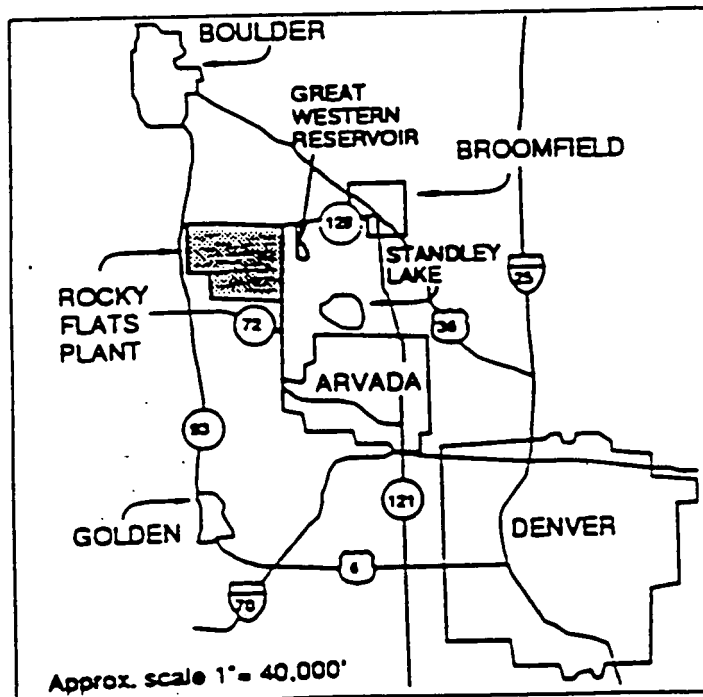 BOULDER
GREAT
WESTERN
RESERVOIR
BROOMFIELD
128
STANDLEY
LAKE
25
ROCKY
FLATS
PLANT
72
36
ARVADA
93
121
GOLDEN
DENVER
6
70
Approx. scale 1"= 40,000'